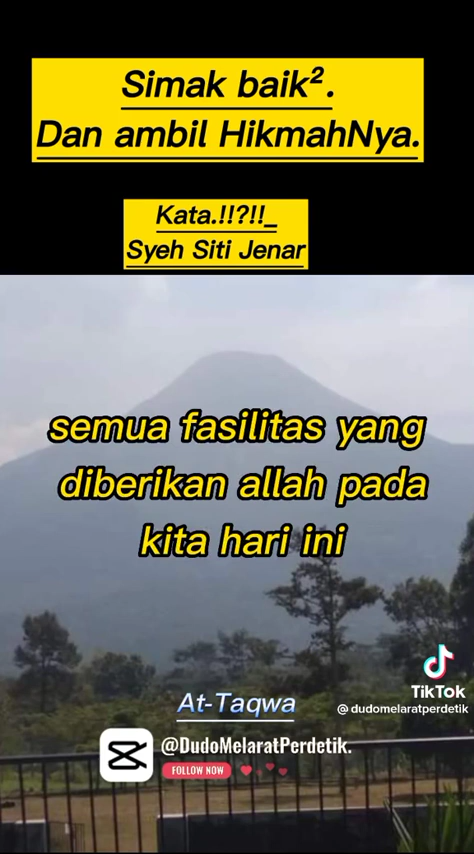 Simak baik².
Dan ambil HikmahNya.
Kata.!!?!!_
Syeh Siti Jenar
semua fasilitas yang
diberikan allah pada
kita hari ini
TikTok
@dudomelaratperdetik
At-Taqwa
@DudoMelaratPerdetik.
FOLLOW NOW